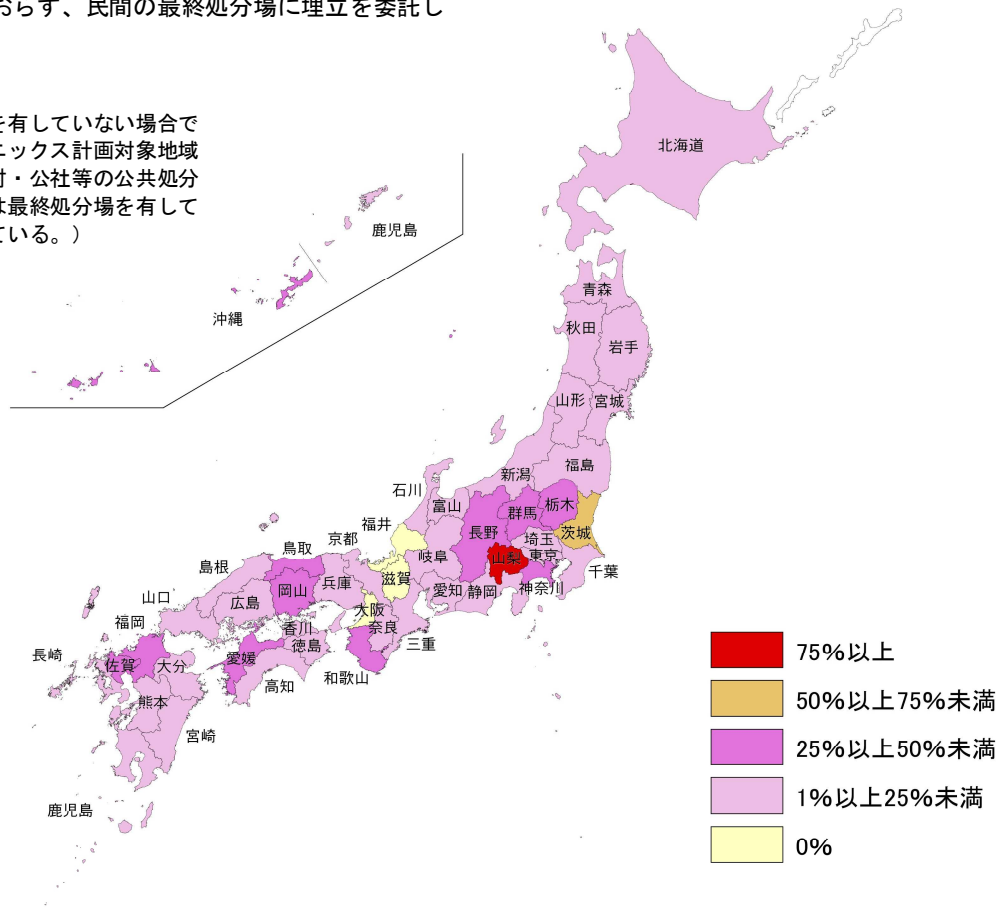 おらず、民間の最終処分場に埋立を委託し
を有していない場合で
ニックス計画対象地域
村・公社等の公共処分
は最終処分場を有して
ている。）
北海道
鹿児島
沖縄
青森
秋田
岩手
山形
宮城
福島
新潟
石川
富山
栃木
群馬
長野
茨城
福井
埼玉
京都
岐阜
山梨
東京
鳥取
島根
滋賀
千葉
兵庫
岡山
愛知
静岡
神奈川
山口
広島
大阪
福岡
香川
奈良
徳島
三重
長崎
佐賀
大分
愛媛
和歌山
高知
熊本
宮崎
鹿児島
75%以上
50%以上75%未満
25%以上50%未満
1%以上25%未満
0%